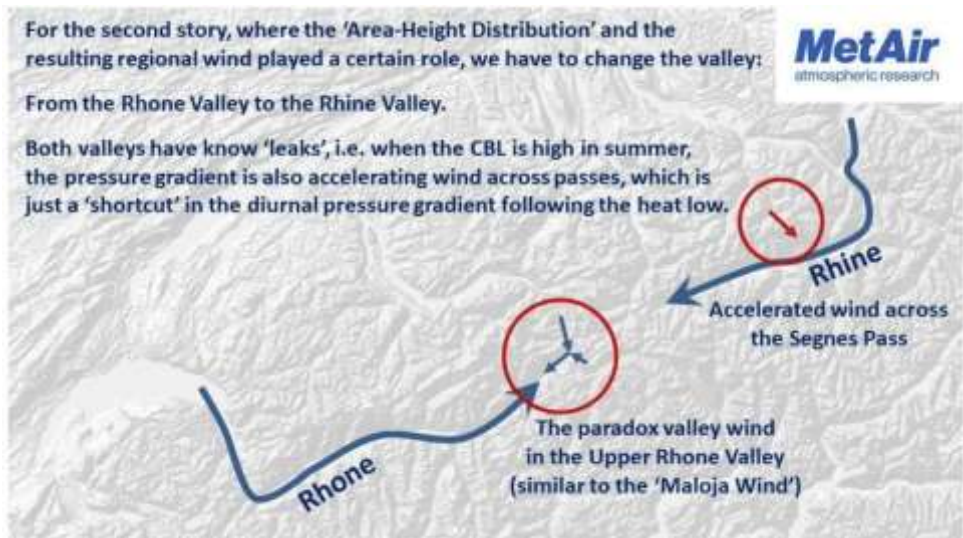 For the second story, where the 'Area-Height Distribution' and the
resulting regional wind played a certain role, we have to change the valley:
From the Rhone Valley to the Rhine Valley.
Both valleys have know 'leaks', i.e. when the CBL is high in summer,
the pressure gradient is also accelerating wind across passes, which is
just a 'shortcut' in the diurnal pressure gradient following the heat low.
MetAir
atmospheric research
Rhine
Accelerated wind across
the Segnes Pass
The paradox valley wind
in the Upper Rhone Valley
(similar to the 'Maloja Wind')
Rhone